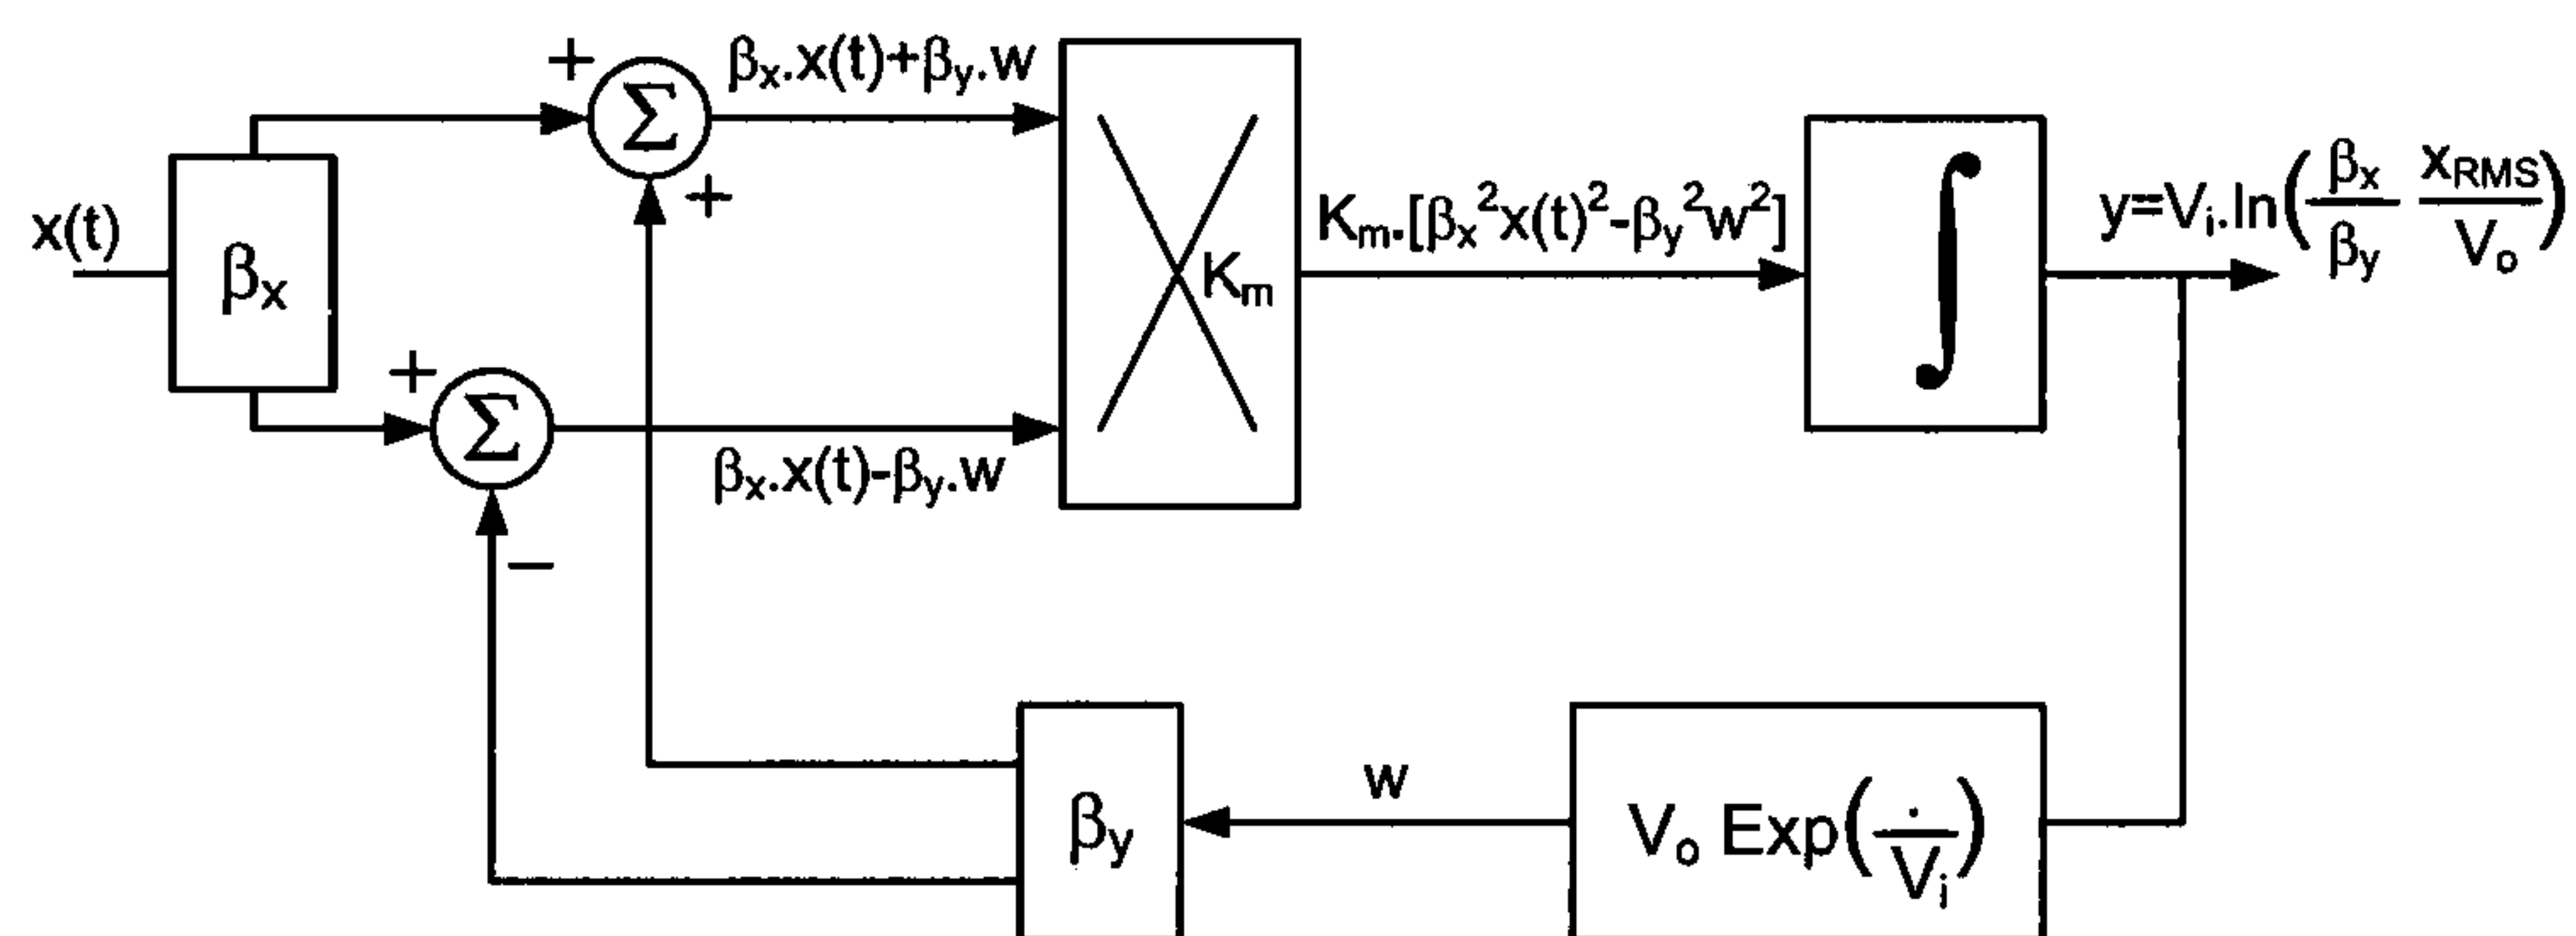 x(t)
βx
+
Σ
+
βx.x(t)+βy.w
+
Σ
−
βx.x(t)-βy.w
Km
Km.[βx²x(t)²-βy²w²]
∫
y=Vi.ln(βx/βy xRMS/Vo)
βy
w
Vo Exp(·/Vi)